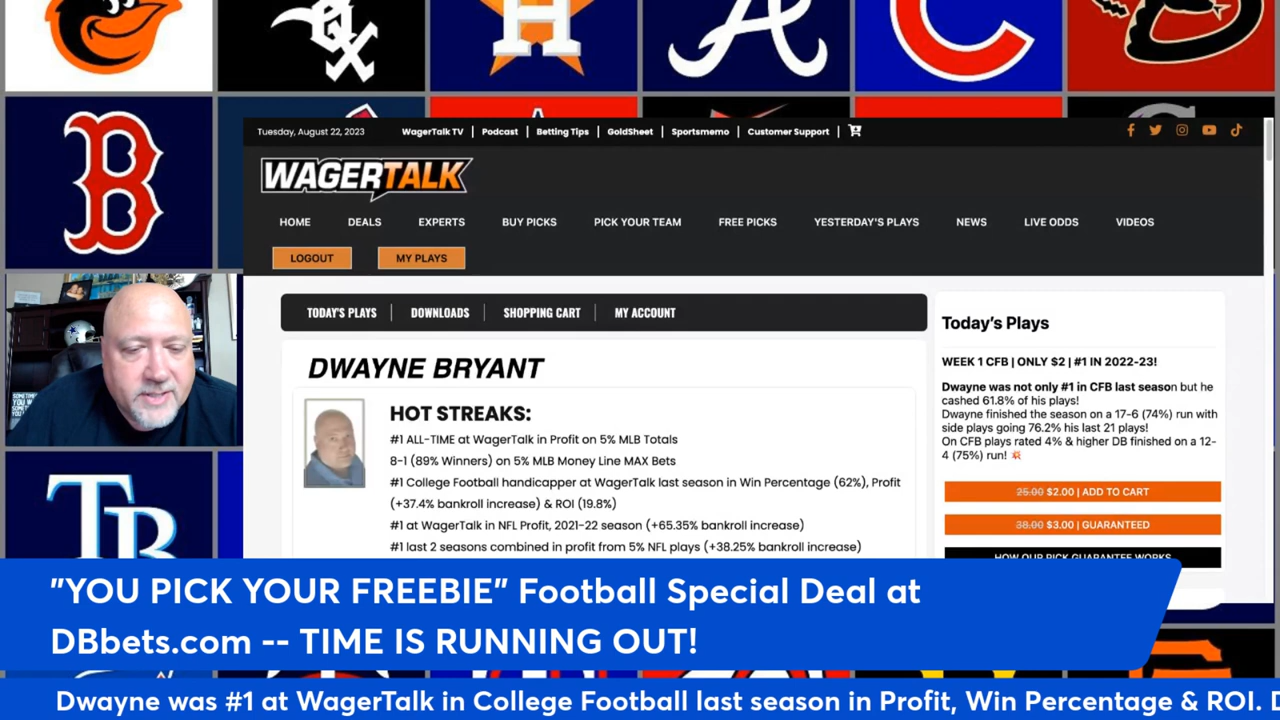 Tuesday, August 22, 2023
WagerTalk TV | Podcast | Betting Tips | GoldSheet | Sportsmemo | Customer Support |
WAGERTALK
HOME DEALS EXPERTS BUY PICKS PICK YOUR TEAM FREE PICKS YESTERDAY'S PLAYS NEWS LIVE ODDS VIDEOS
LOGOUT MY PLAYS
TODAY'S PLAYS | DOWNLOADS | SHOPPING CART | MY ACCOUNT
DWAYNE BRYANT
HOT STREAKS:
#1 ALL-TIME at WagerTalk in Profit on 5% MLB Totals
8-1 (89% Winners) on 5% MLB Money Line MAX Bets
#1 College Football handicapper at WagerTalk last season in Win Percentage (62%), Profit
(+37.4% bankroll increase) & ROI (19.8%)
#1 at WagerTalk in NFL Profit, 2021-22 season (+65.35% bankroll increase)
#1 last 2 seasons combined in profit from 5% NFL plays (+38.25% bankroll increase)
Today's Plays
WEEK 1 CFB | ONLY $2 | #1 IN 2022-23!
Dwayne was not only #1 in CFB last season but he
cashed 61.8% of his plays!
Dwayne finished the season on a 17-6 (74%) run with
side plays going 76.2% his last 21 plays!
On CFB plays rated 4% & higher DB finished on a 12-
4 (75%) run!
25.00 $2.00 | ADD TO CART
38.00 $3.00 | GUARANTEED
HOW OUR PICK GUARANTEE WORKS
B
TB
"YOU PICK YOUR FREEBIE" Football Special Deal at
DBbets.com -- TIME IS RUNNING OUT!
Dwayne was #1 at WagerTalk in College Football last season in Profit, Win Percentage & ROI. D